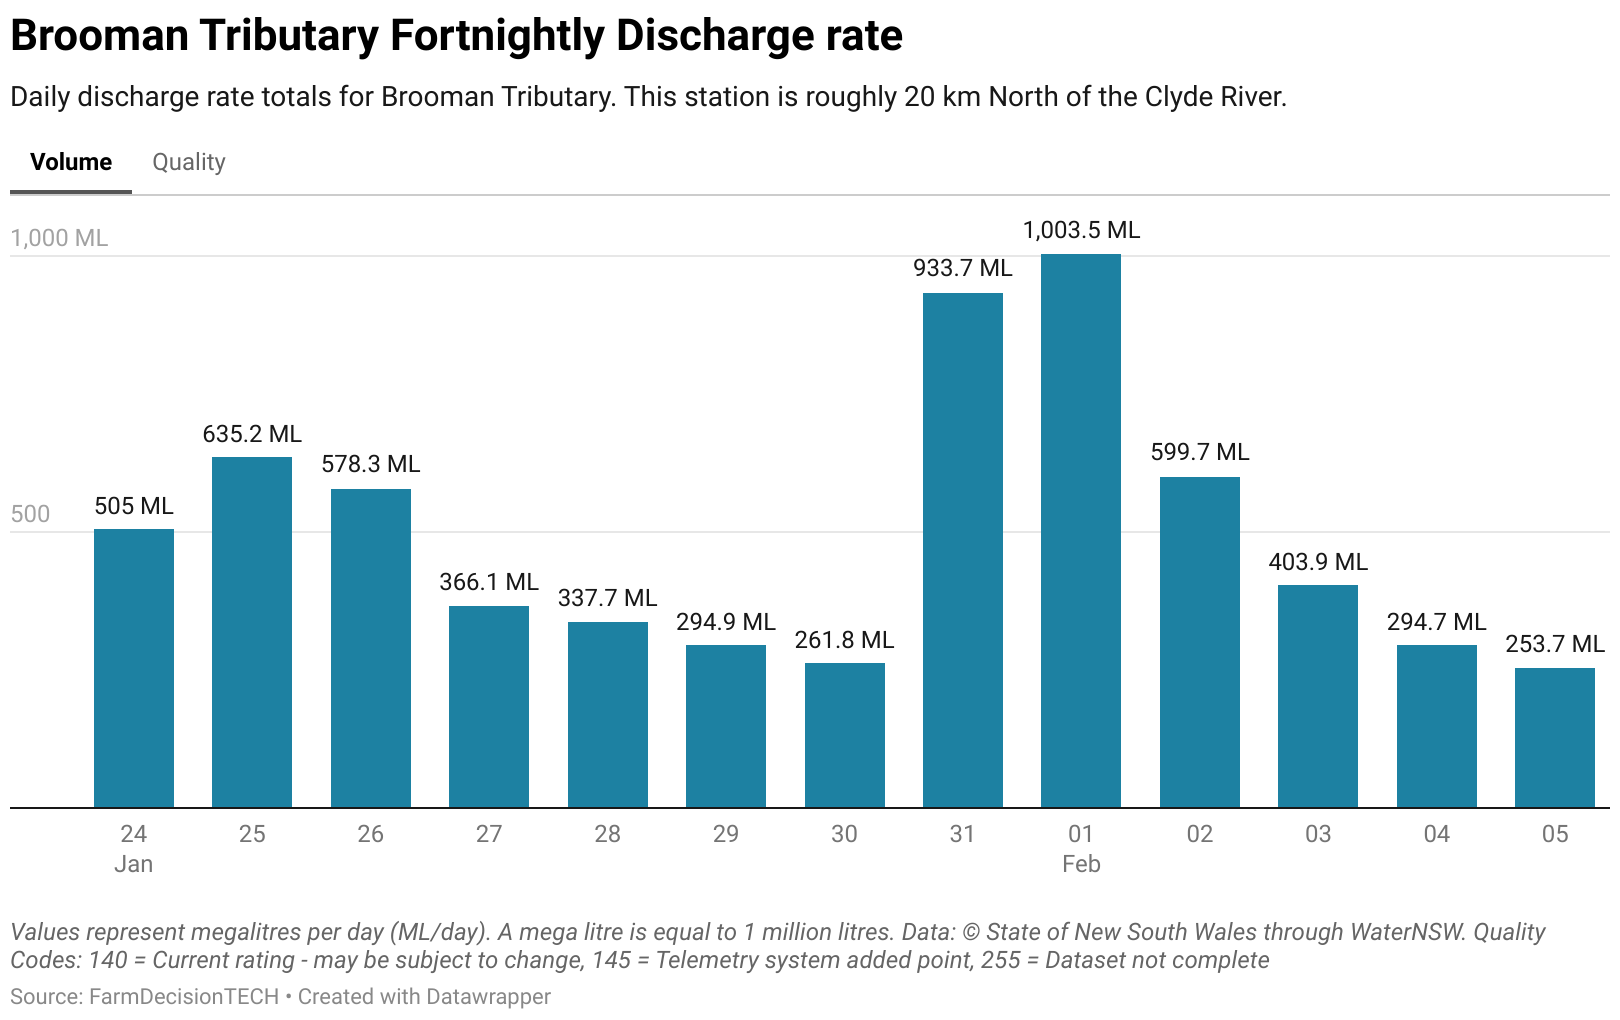 Brooman Tributary Fortnightly Discharge rate
Daily discharge rate totals for Brooman Tributary. This station is roughly 20 km North of the Clyde River.
Volume Quality
1,000 ML
500
505 ML
635.2 ML
578.3 ML
366.1 ML
337.7 ML
294.9 ML
261.8 ML
933.7 ML
1,003.5 ML
599.7 ML
403.9 ML
294.7 ML
253.7 ML
24 25 26 27 28 29 30 31 01 02 03 04 05
Jan Feb
Values represent megalitres per day (ML/day). A mega litre is equal to 1 million litres. Data: © State of New South Wales through WaterNSW. Quality
Codes: 140 = Current rating - may be subject to change, 145 = Telemetry system added point, 255 = Dataset not complete
Source: FarmDecisionTECH • Created with Datawrapper